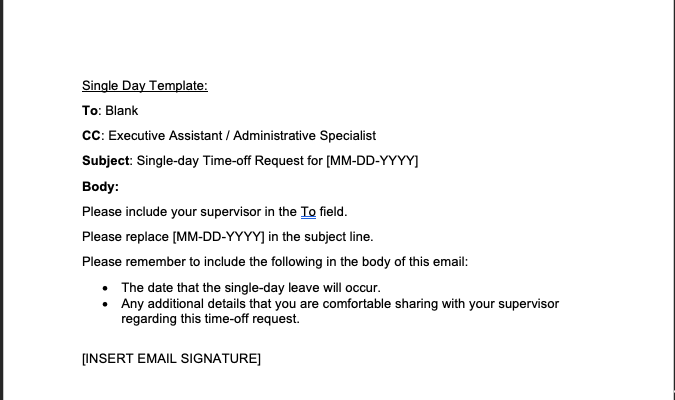 Single Day Template:
To: Blank
CC: Executive Assistant / Administrative Specialist
Subject: Single-day Time-off Request for [MM-DD-YYYY]
Body:
Please include your supervisor in the To field.
Please replace [MM-DD-YYYY] in the subject line.
Please remember to include the following in the body of this email:
• The date that the single-day leave will occur.
• Any additional details that you are comfortable sharing with your supervisor
regarding this time-off request.
[INSERT EMAIL SIGNATURE]